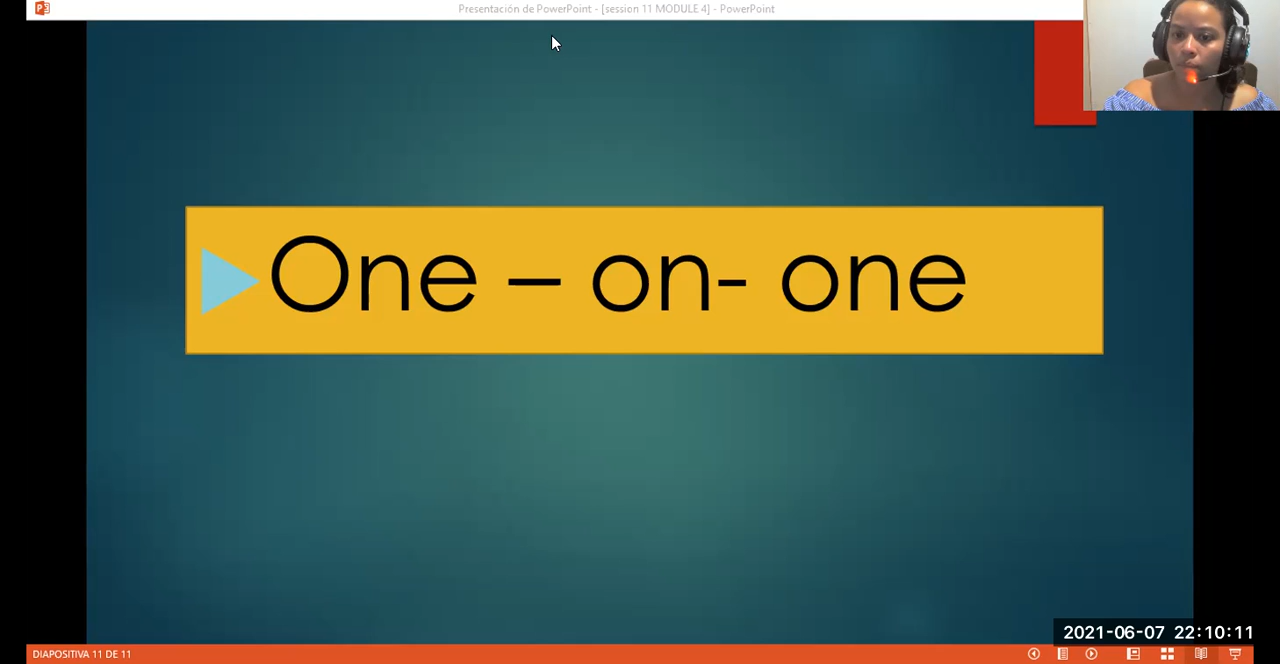 Presentación de PowerPoint - [session 11 MODULE 4] - PowerPoint
One – on- one
2021-06-07 22:10:11
DIAPOSITIVA 11 DE 11